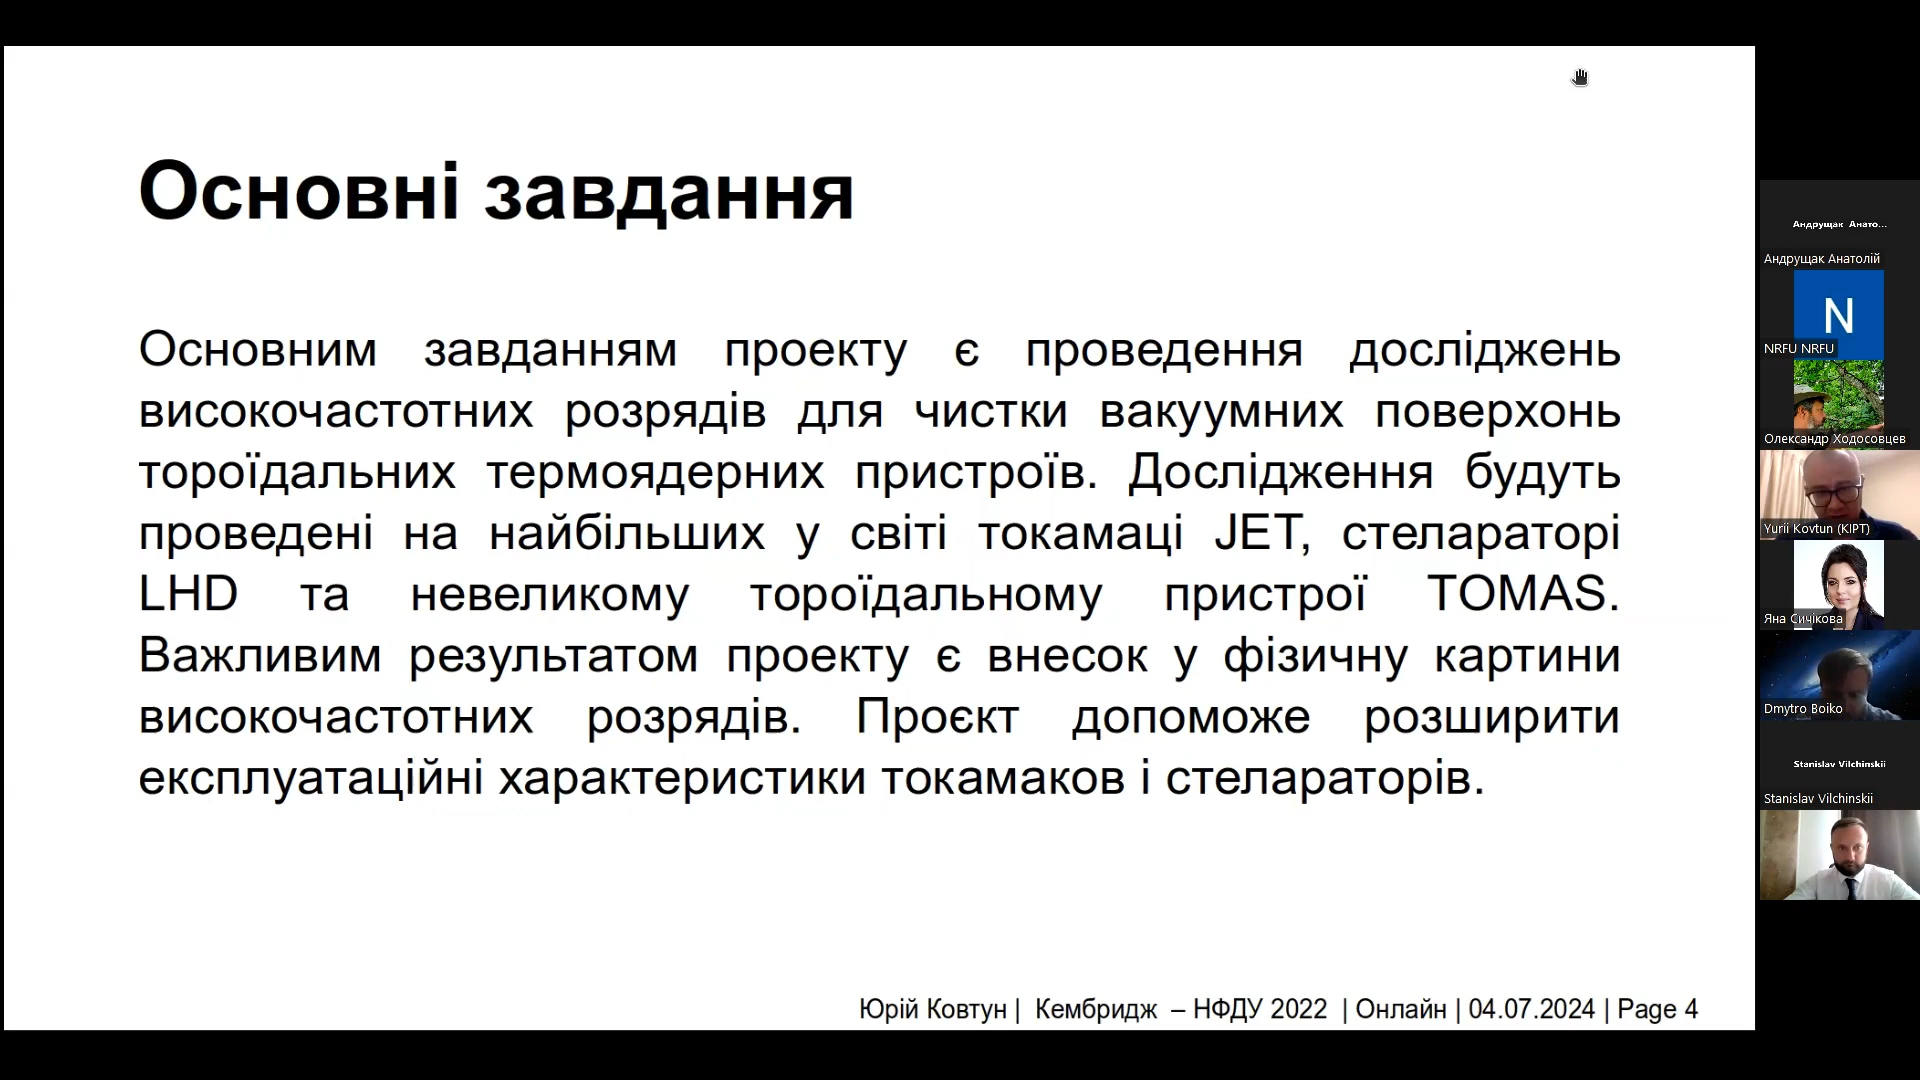 Основні завдання
Основним завданням проекту є проведення досліджень
високочастотних розрядів для чистки вакуумних поверхонь
тороїдальних термоядерних пристроїв. Дослідження будуть
проведені на найбільших у світі токамаці JET, стелараторі
LHD та невеликому тороїдальному пристрої TOMAS.
Важливим результатом проекту є внесок у фізичну картини
високочастотних розрядів. Проєкт допоможе розширити
експлуатаційні характеристики токамаков і стелараторів.
Юрій Ковтун | Кембридж – НФДУ 2022 | Онлайн | 04.07.2024 | Page 4
Андрущак Анато...
Андрущак Анатолій
N
NRFU NRFU
Олександр Ходосовцев
Yurii Kovtun (KIPT)
Яна Сичікова
Dmytro Boiko
Stanislav Vilchinskii
Stanislav Vilchinskii